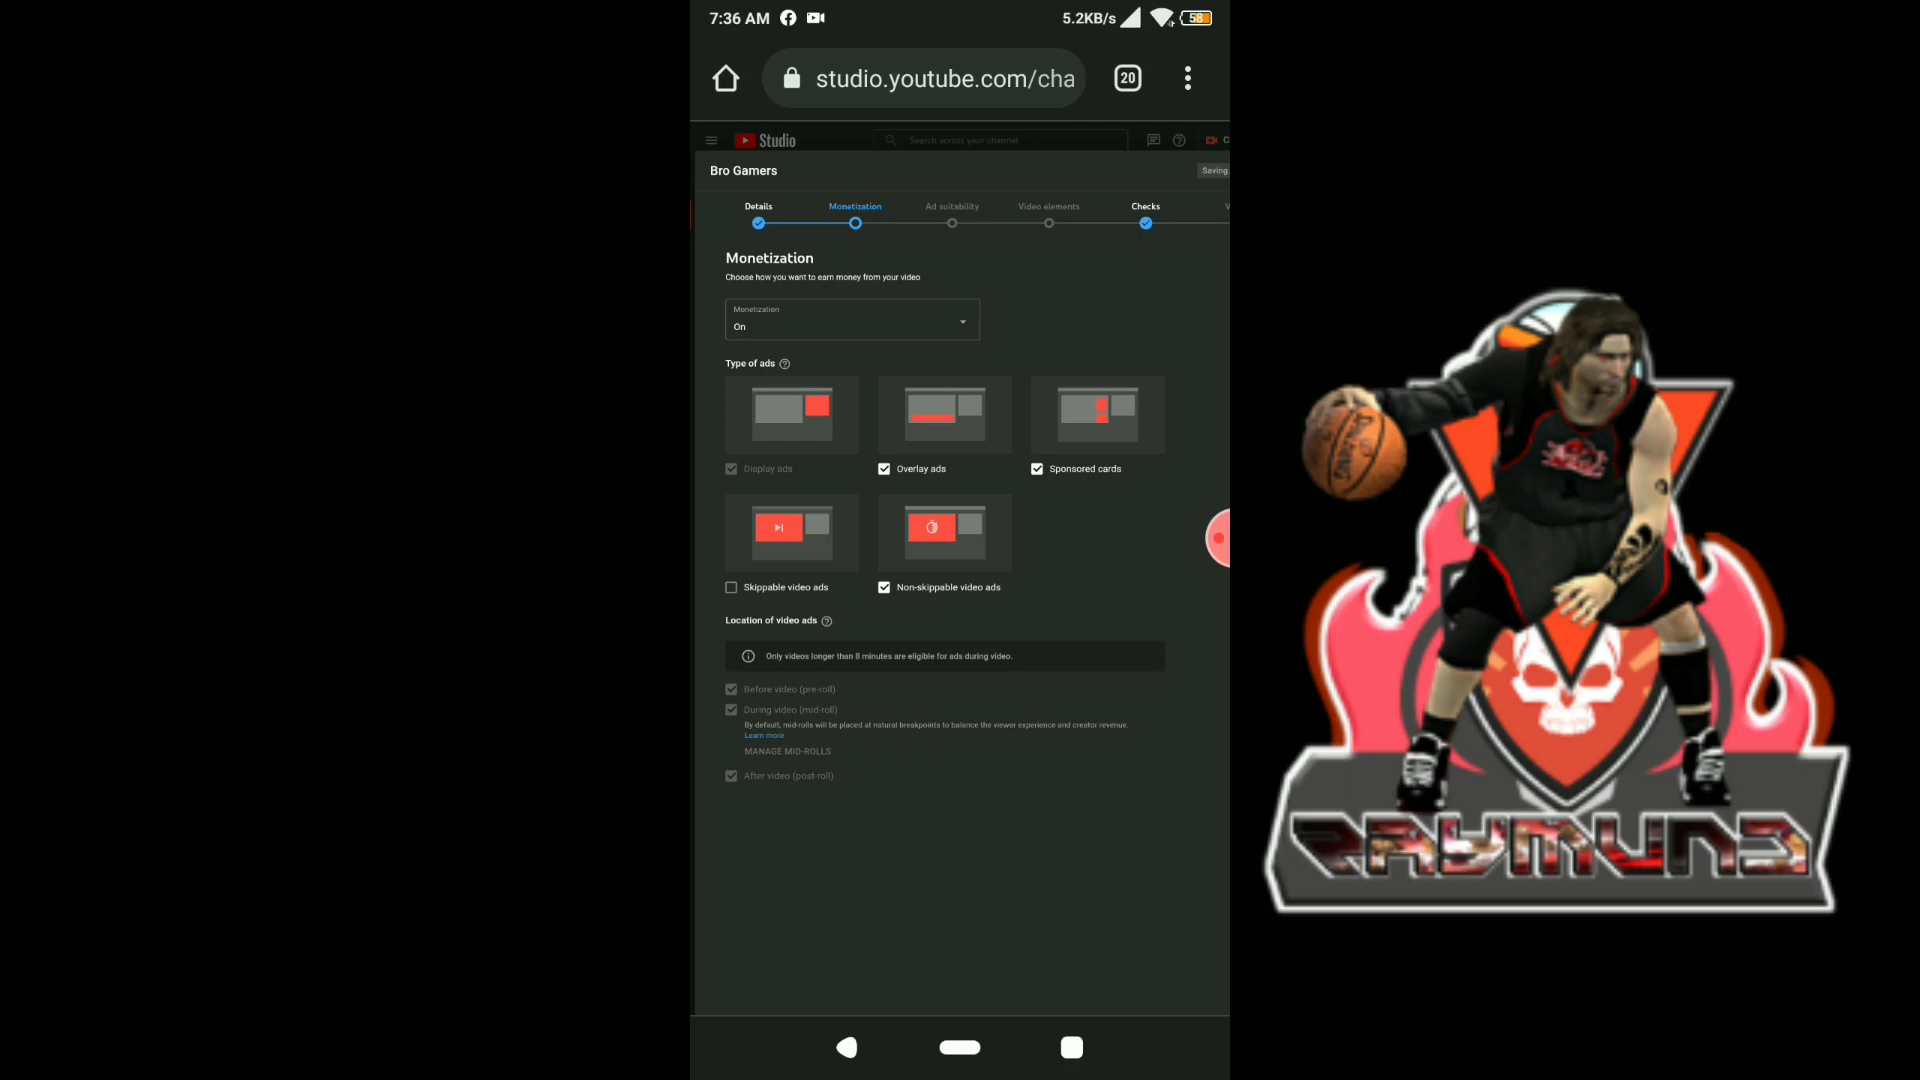 7:36 AM
5.2KB/s
58
studio.youtube.com/cha
20
Studio
Search across your channel
C
Bro Gamers
Saving.
Details
Monetization
Ad suitability
Video elements
Checks
V
Monetization
Choose how you want to earn money from your video
Monetization
On
Type of ads
Display ads
Overlay ads
Sponsored cards
Skippable video ads
Non-skippable video ads
Location of video ads
Only videos longer than 8 minutes are eligible for ads during video.
Before video (pre-roll)
During video (mid-roll)
By default, mid-rolls will be placed at natural breakpoints to balance the viewer experience and creator revenue.
Learn more
MANAGE MID-ROLLS
After video (post-roll)
SPALDING